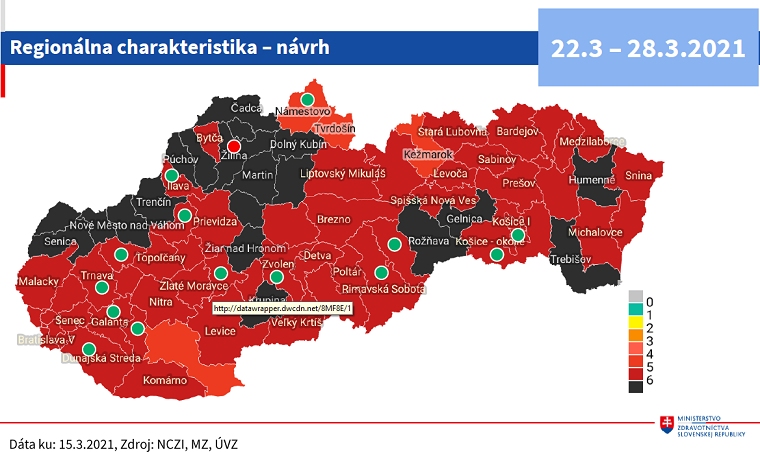 Regionálna charakteristika – návrh
22.3 – 28.3.2021
Čadca
Námestovo
Tvrdošín
Bytča
Žilina
Dolný Kubín
Stará Ľubovňa
Bardejov
Medzilaborce
Púchov
Kežmarok
Sabinov
Ilava
Martin
Liptovský Mikuláš
Levoča
Prešov
Humenné
Snina
Trenčín
Spišská Nová Ves
Nové Mesto nad Váhom
Prievidza
Brezno
Gelnica
Košice I
Michalovce
Senica
Žiar nad Hronom
Rožňava
Košice - okolie
Topoľčany
Zvolen
Detva
Trebišov
Malacky
Trnava
Zlaté Moravce
Poltár
Rimavská Sobota
Nitra
Krupina
http://datawrapper.dwcdn.net/8MF8E/1
Senec
Galanta
Levice
Veľký Krtíš
Bratislava V
Dunajská Streda
Komárno
0
1
2
3
4
5
6
MINISTERSTVO
ZDRAVOTNÍCTVA
SLOVENSKEJ REPUBLIKY
Dáta ku: 15.3.2021, Zdroj: NCZI, MZ, ÚVZ